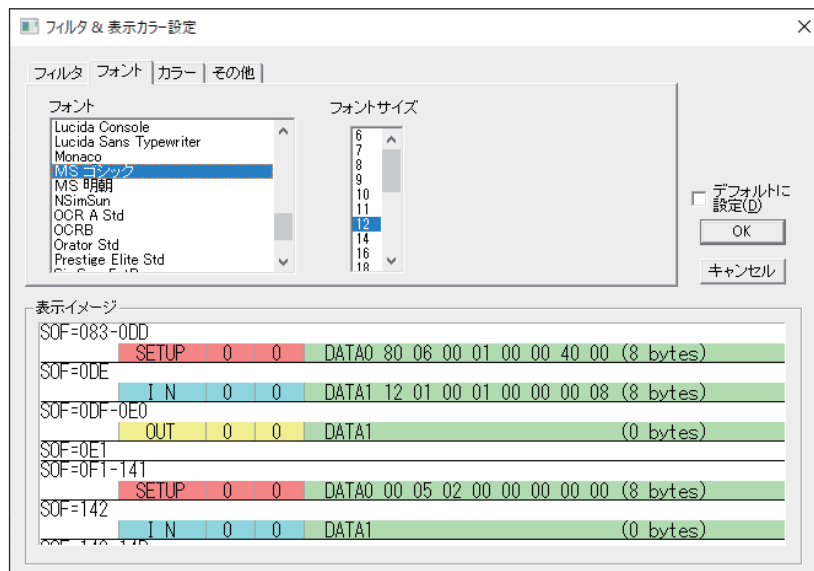 フィルタ & 表示カラー設定
フィルタ フォント カラー その他
フォント
Lucida Console
Lucida Sans Typewriter
Monaco
MS ゴシック
MS 明朝
NSimSun
OCR A Std
OCRB
Orator Std
Prestige Elite Std
フォントサイズ
6
7
8
9
10
11
12
14
16
18
デフォルトに
設定(D)
OK
キャンセル
表示イメージ
SOF=083-0DD
SETUP 0 0 DATA0 80 06 00 01 00 00 40 00 (8 bytes)
SOF=0DE
IN 0 0 DATA1 12 01 00 01 00 00 00 08 (8 bytes)
SOF=0DF-0E0
OUT 0 0 DATA1 (0 bytes)
SOF=0E1
SOF=0F1-141
SETUP 0 0 DATA0 00 05 02 00 00 00 00 00 (8 bytes)
SOF=142
IN 0 0 DATA1 (0 bytes)